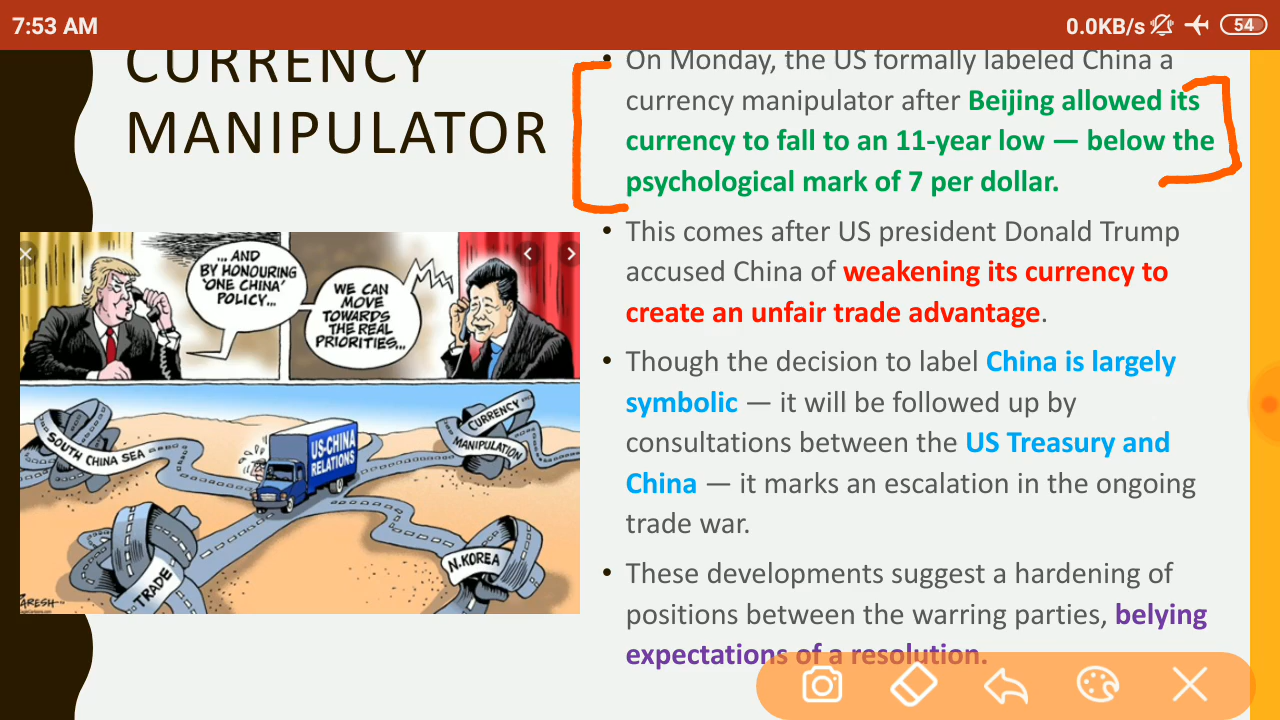 7:53 AM
0.0KB/s
54
CURRENCY
MANIPULATOR
• On Monday, the US formally labeled China a
currency manipulator after Beijing allowed its
currency to fall to an 11-year low — below the
psychological mark of 7 per dollar.
• This comes after US president Donald Trump
accused China of weakening its currency to
create an unfair trade advantage.
• Though the decision to label China is largely
symbolic — it will be followed up by
consultations between the US Treasury and
China — it marks an escalation in the ongoing
trade war.
• These developments suggest a hardening of
positions between the warring parties, belying
expectations of a resolution.
... AND
BY HONOURING
'ONE CHINA'
POLICY...
WE CAN
MOVE
TOWARDS
THE REAL
PRIORITIES...
SOUTH CHINA SEA
US-CHINA
RELATIONS
CURRENCY
MANIPULATION
TRADE
N.KOREA